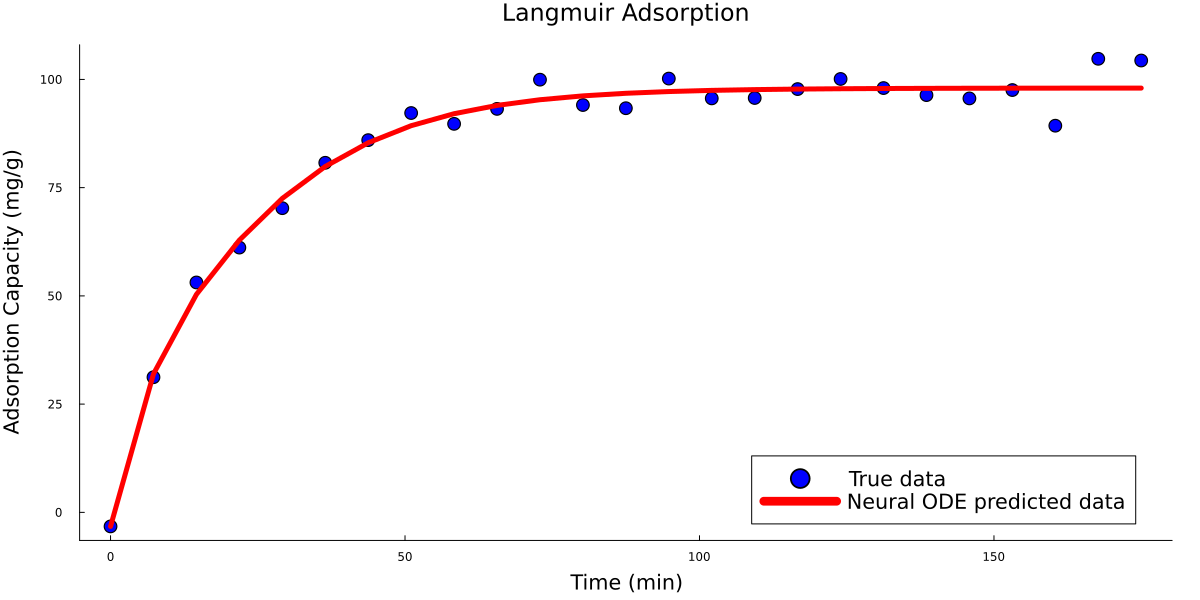 Langmuir Adsorption
Adsorption Capacity (mg/g)
100
75
50
25
0
0
50
100
150
Time (min)
True data
Neural ODE predicted data